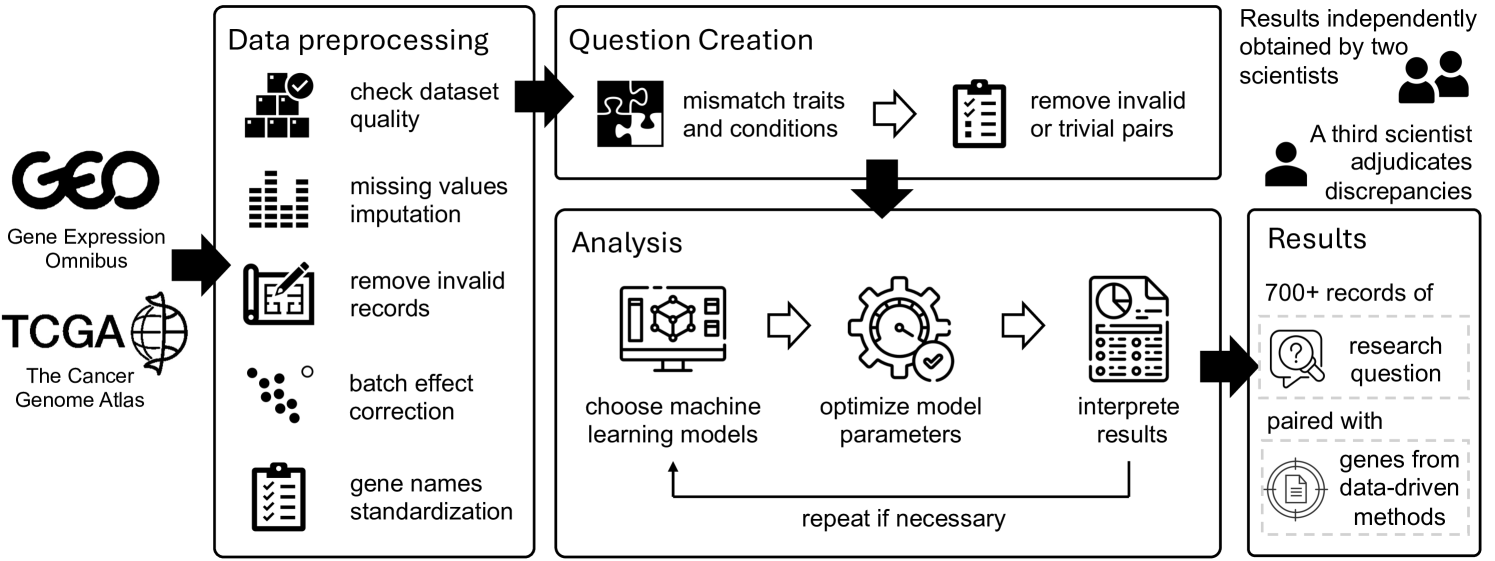 GEO
Gene Expression
Omnibus
TCGA
The Cancer
Genome Atlas
Data preprocessing
check dataset
quality
missing values
imputation
remove invalid
records
batch effect
correction
gene names
standardization
Question Creation
mismatch traits
and conditions
remove invalid
or trivial pairs
Analysis
choose machine
learning models
optimize model
parameters
interprete
results
repeat if necessary
Results independently
obtained by two
scientists
A third scientist
adjudicates
discrepancies
Results
700+ records of
?
research
question
paired with
genes from
data-driven
methods